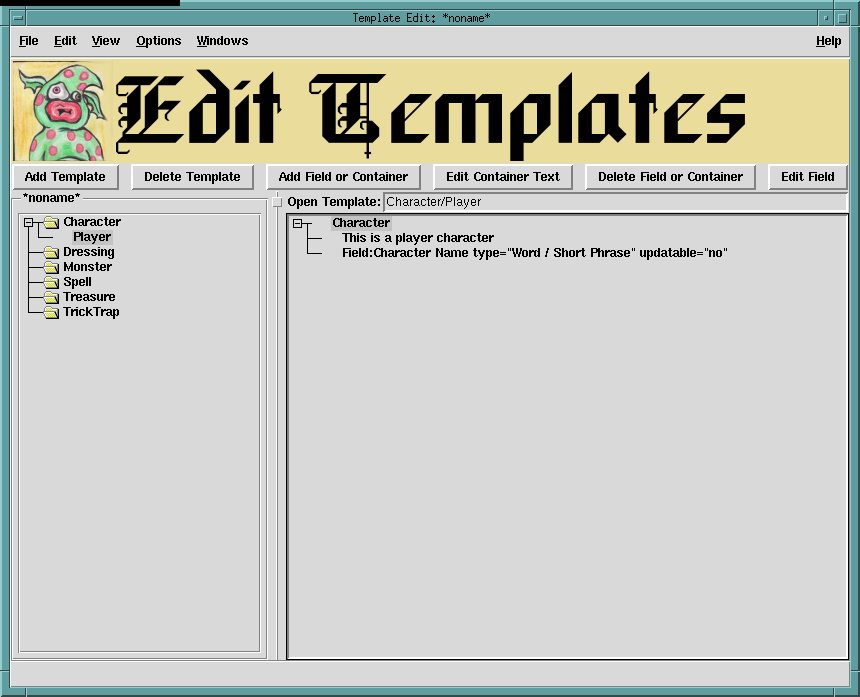 Template Edit: *noname*
File Edit View Options Windows Help
Edit Templates
Add Template Delete Template Add Field or Container Edit Container Text Delete Field or Container Edit Field
*noname*
Open Template: Character/Player
Character
Player
Dressing
Monster
Spell
Treasure
TrickTrap
Character
This is a player character
Field:Character Name type="Word / Short Phrase" updatable="no"